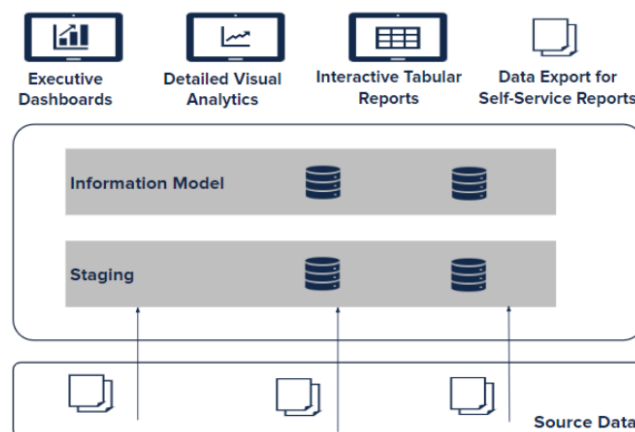 Executive
Dashboards
Detailed Visual
Analytics
Interactive Tabular
Reports
Data Export for
Self-Service Reports
Information Model
Staging
Source Data